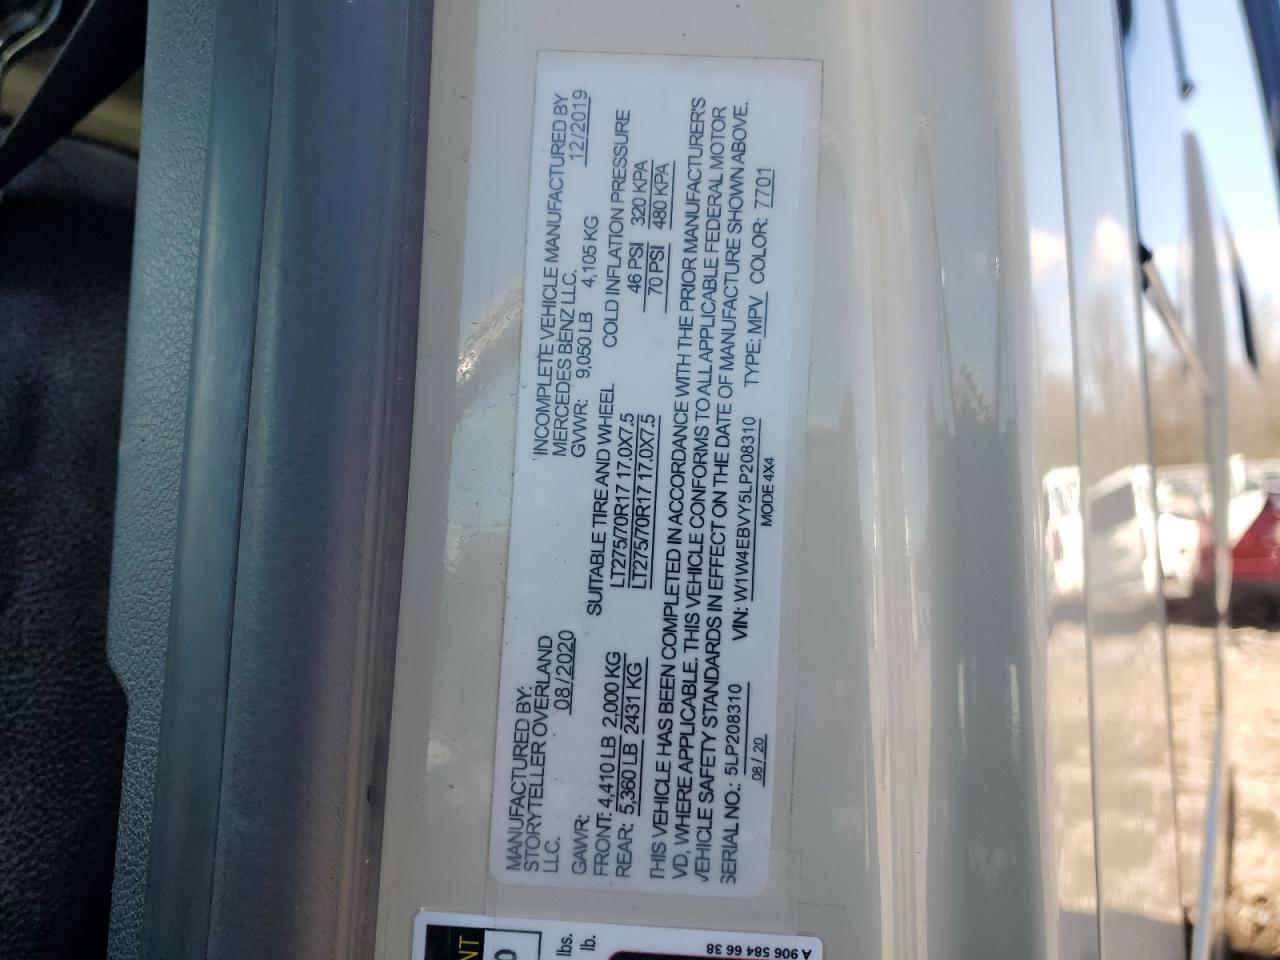 MANUFACTURED BY:
STORYTELLER OVERLAND
LLC.
08/2020
INCOMPLETE VEHICLE MANUFACTURED BY
MERCEDES BENZ LLC. 12/2019
GVWR: 9,050 LB 4,105 KG
GAWR: SUITABLE TIRE AND WHEEL COLD INFLATION PRESSURE
FRONT: 4,410 LB 2,000 KG LT275/70R17 17.0X7.5 46 PSI 320 KPA
REAR: 5,360 LB 2431 KG LT275/70R17 17.0X7.5 70 PSI 480 KPA
THIS VEHICLE HAS BEEN COMPLETED IN ACCORDANCE WITH THE PRIOR MANUFACTURER'S
VD, WHERE APPLICABLE. THIS VEHICLE CONFORMS TO ALL APPLICABLE FEDERAL MOTOR
VEHICLE SAFETY STANDARDS IN EFFECT ON THE DATE OF MANUFACTURE SHOWN ABOVE.
SERIAL NO.: 5LP208310 VIN: W1W4EBVY5LP208310 TYPE: MPV COLOR: 7701
08/20 MODE 4X4
NT
0
lbs.
lb.
A 906 584 66 38